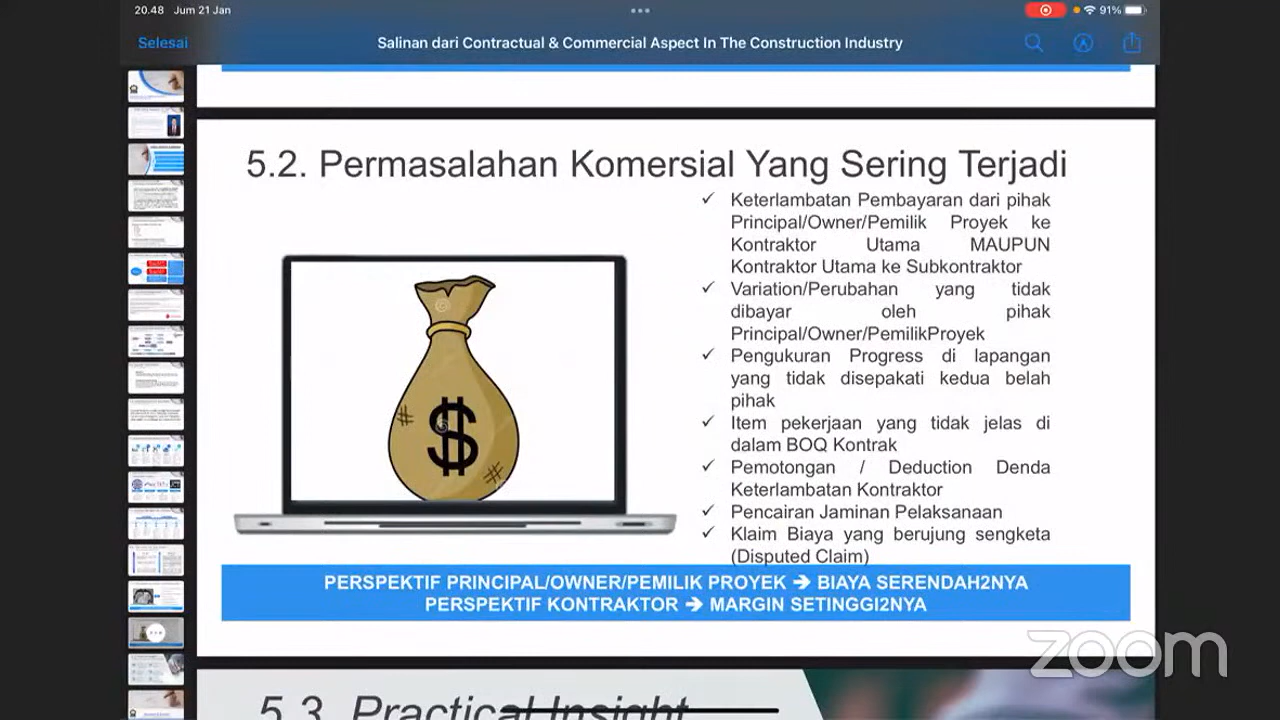 20.48 Jum 21 Jan
91%
Selesai
Salinan dari Contractual & Commercial Aspect In The Construction Industry
5.2. Permasalahan Komersial Yang Sering Terjadi
✓ Keterlambatan Pembayaran dari pihak
Principal/Owner/Pemilik Proyek ke
Kontraktor Utama MAUPUN
Kontraktor Utama ke Subkontraktor
✓ Variation/Perubahan yang tidak
dibayar oleh pihak
Principal/Owner/PemilikProyek
✓ Pengukuran Progress di lapangan
yang tidak disepakati kedua belah
pihak
✓ Item pekerjaan yang tidak jelas di
dalam BOQ Kontrak
✓ Pemotongan / Deduction Denda
Keterlambatan Kontraktor
✓ Pencairan Jaminan Pelaksanaan
✓ Klaim Biaya yang berujung sengketa
(Disputed Claim)
$
PERSPEKTIF PRINCIPAL/OWNER/PEMILIK PROYEK → BIAYA SERENDAH2NYA
PERSPEKTIF KONTRAKTOR → MARGIN SETINGGI2NYA
zoom
5.3. Practical Insight